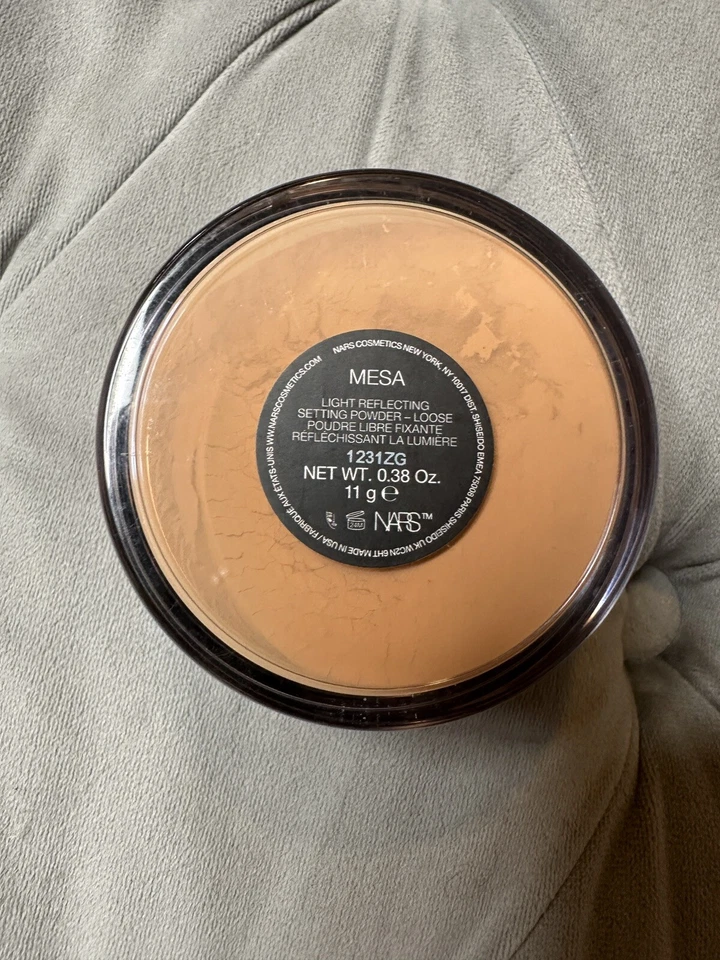 MESA
LIGHT REFLECTING
SETTING POWDER – LOOSE
POUDRE LIBRE FIXANTE
RÉFLÉCHISSANT LA LUMIÈRE
1231ZG
NET WT. 0.38 Oz.
11 g ℮
24M NARS™
NARS COSMETICS NEW YORK, NY 10017 DIST. SHISEIDO EMEA 75008 PARIS SHISEIDO UK WC2N 6HT MADE IN USA / FABRIQUÉ AUX ÉTATS-UNIS WWW.NARSCOSMETICS.COM